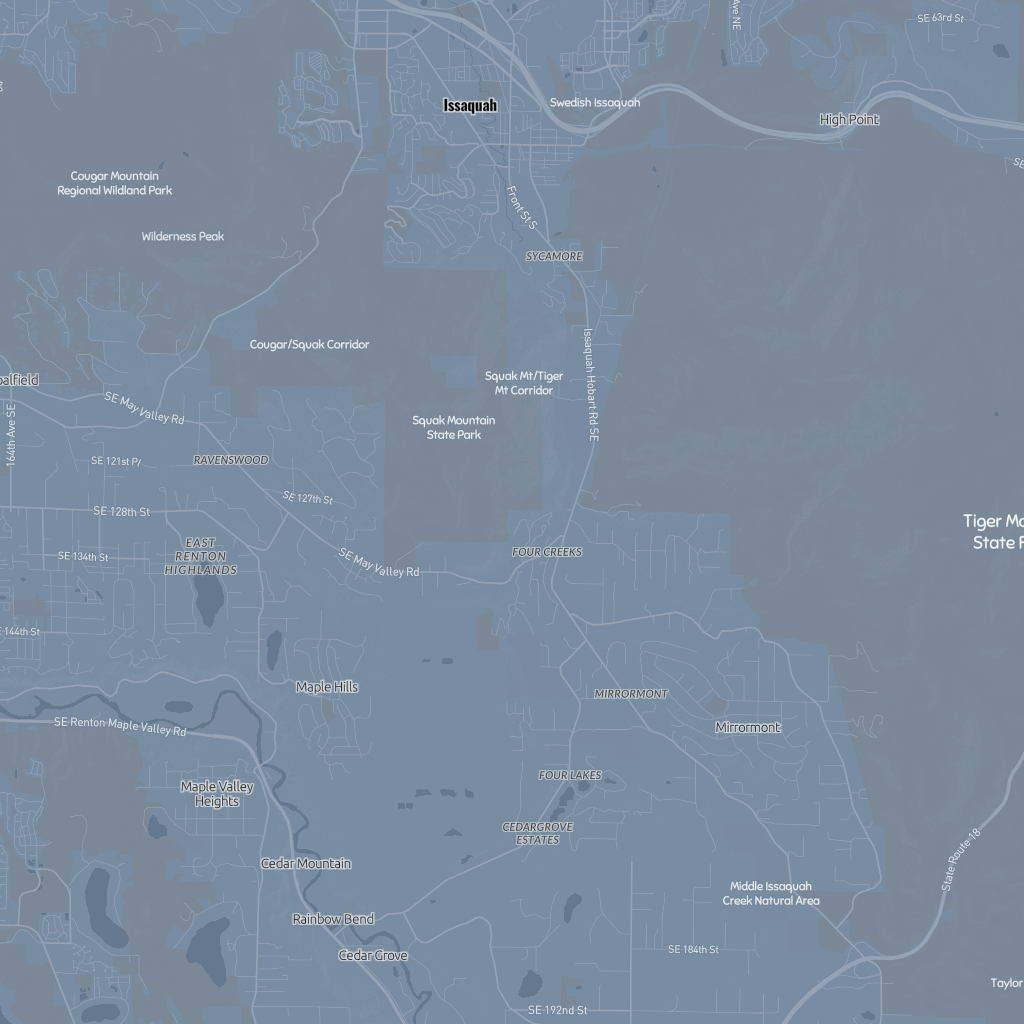 SE 63rd St
Ave NE
Issaquah
Swedish Issaquah
High Point
Cougar Mountain
Regional Wildland Park
Front St S
Wilderness Peak
SYCAMORE
Cougar/Squak Corridor
Issaquah Hobart Rd SE
Squak Mt/Tiger
Mt Corridor
SE May Valley Rd
164th Ave SE
Squak Mountain
State Park
SE 121st Pl
RAVENSWOOD
SE 127th St
SE 128th St
EAST
RENTON
HIGHLANDS
SE 134th St
SE May Valley Rd
FOUR CREEKS
State
144th St
Maple Hills
MIRRORMONT
Mirrormont
SE Renton Maple Valley Rd
Maple Valley
Heights
FOUR LAKES
CEDARGROVE
ESTATES
Cedar Mountain
State Route 18
Middle Issaquah
Creek Natural Area
Rainbow Bend
Cedar Grove
SE 184th St
Taylor
SE 192nd St